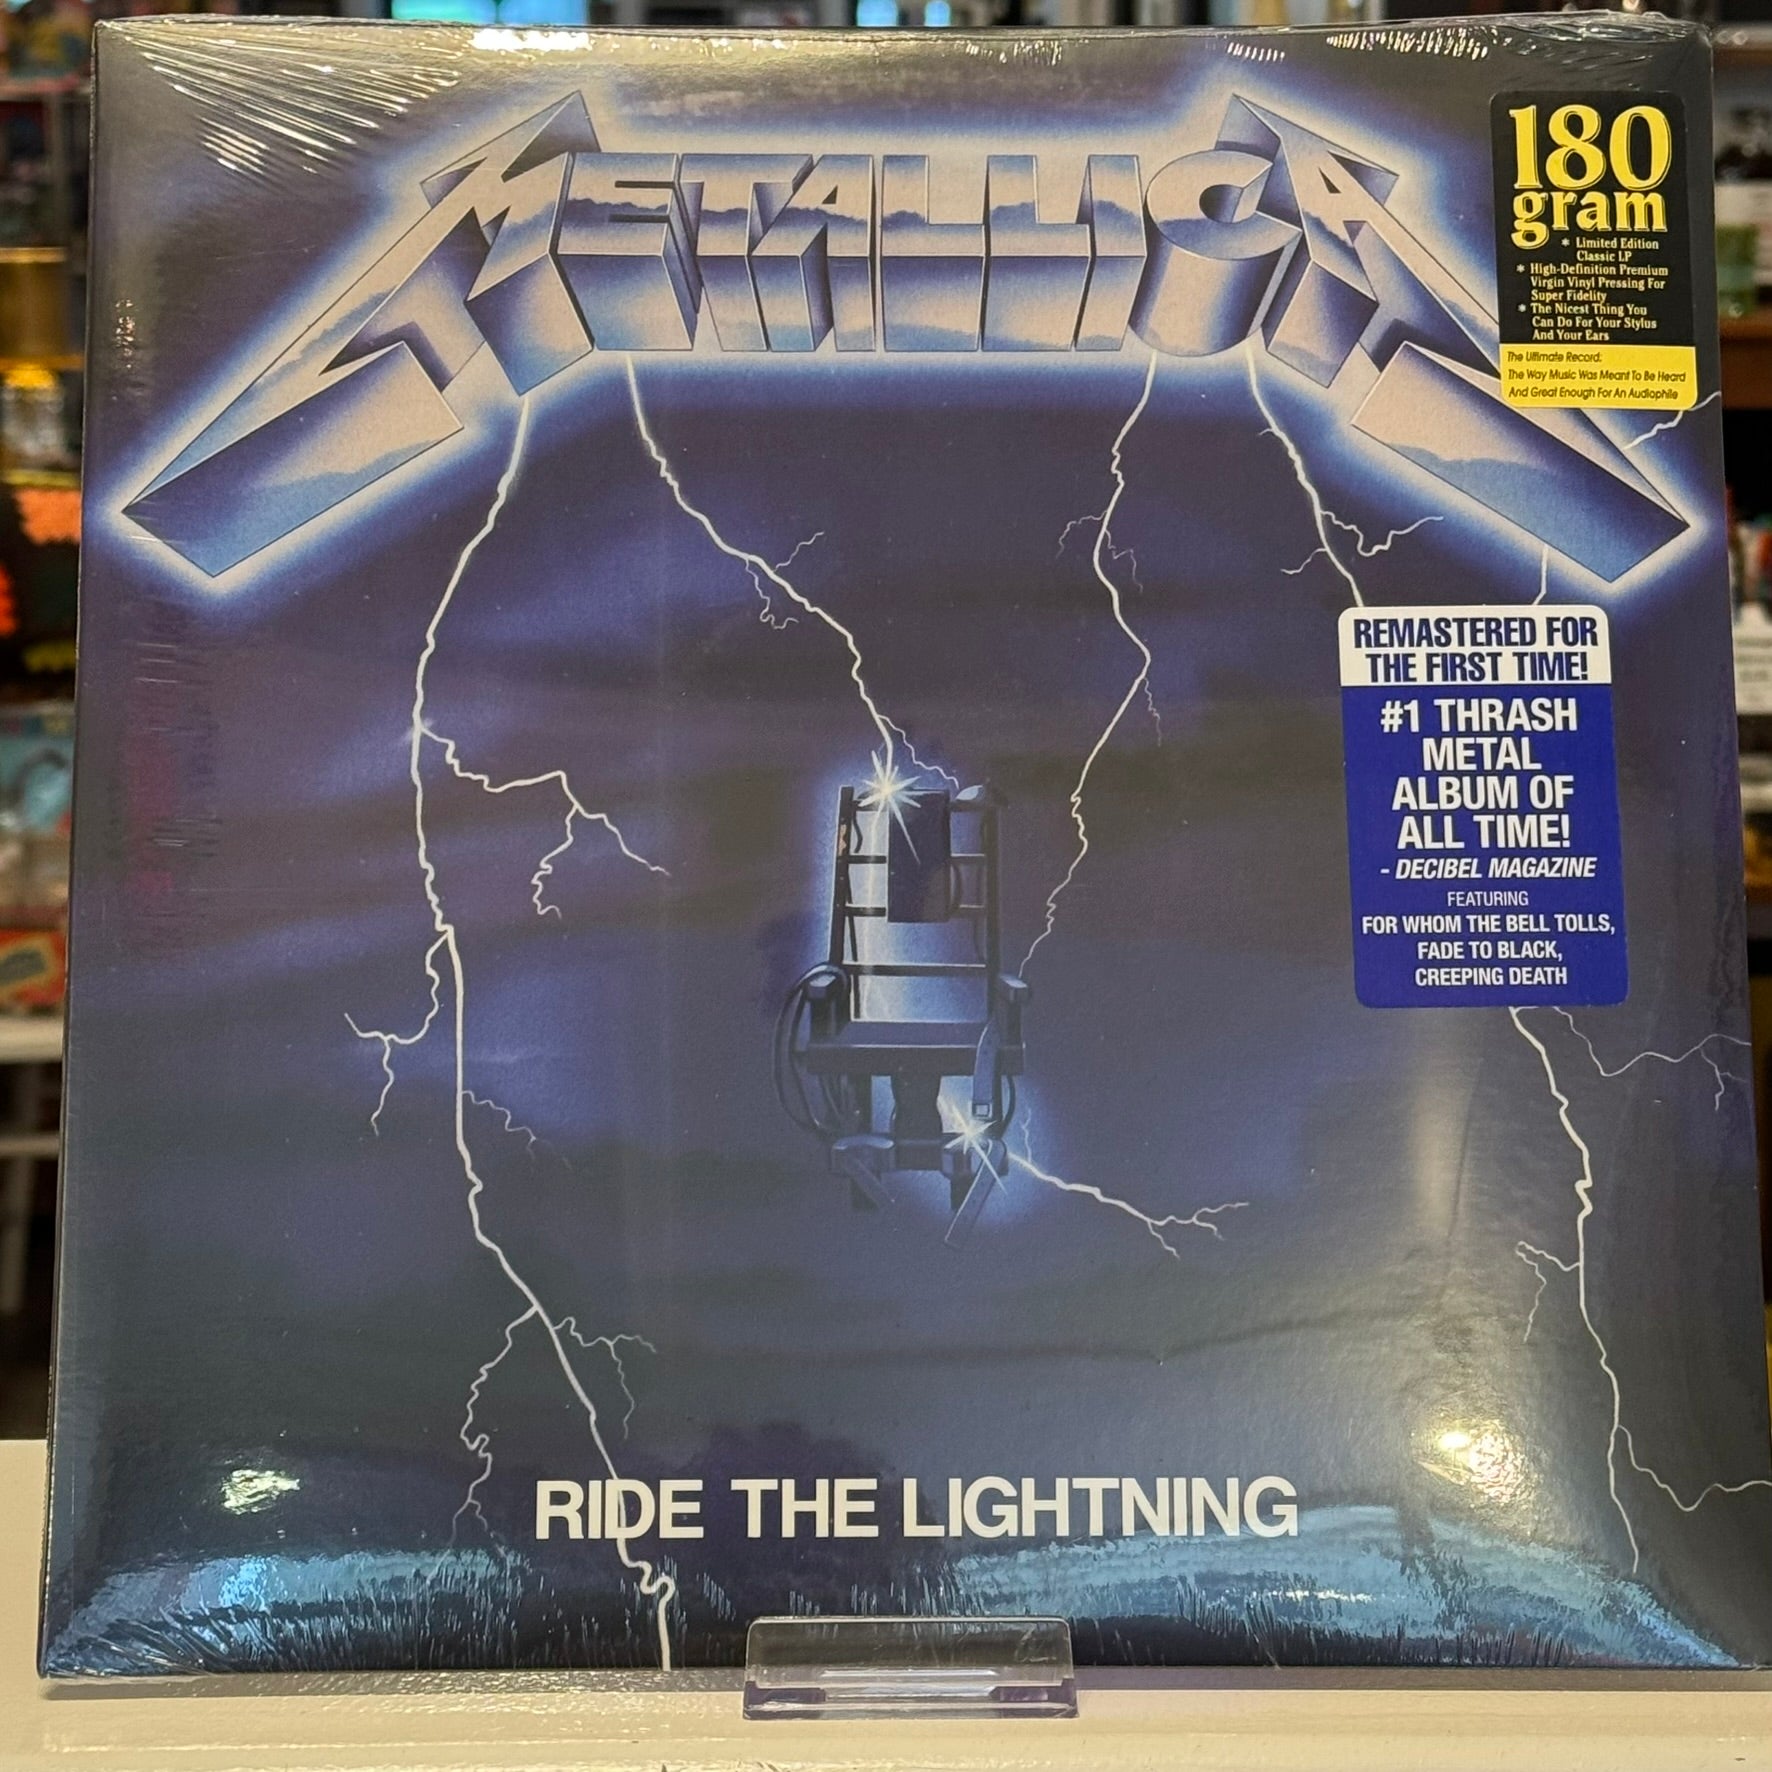 METALLICA
180
gram
* Limited Edition
Classic LP
* High-Definition Premium
Virgin Vinyl Pressing For
Super Fidelity
* The Nicest Thing You
Can Do For Your Stylus
And Your Ears
The Ultimate Record:
The Way Music Was Meant To Be Heard
And Great Enough For An Audiophile
REMASTERED FOR
THE FIRST TIME!
#1 THRASH
METAL
ALBUM OF
ALL TIME!
- DECIBEL MAGAZINE
FEATURING
FOR WHOM THE BELL TOLLS,
FADE TO BLACK,
CREEPING DEATH
RIDE THE LIGHTNING